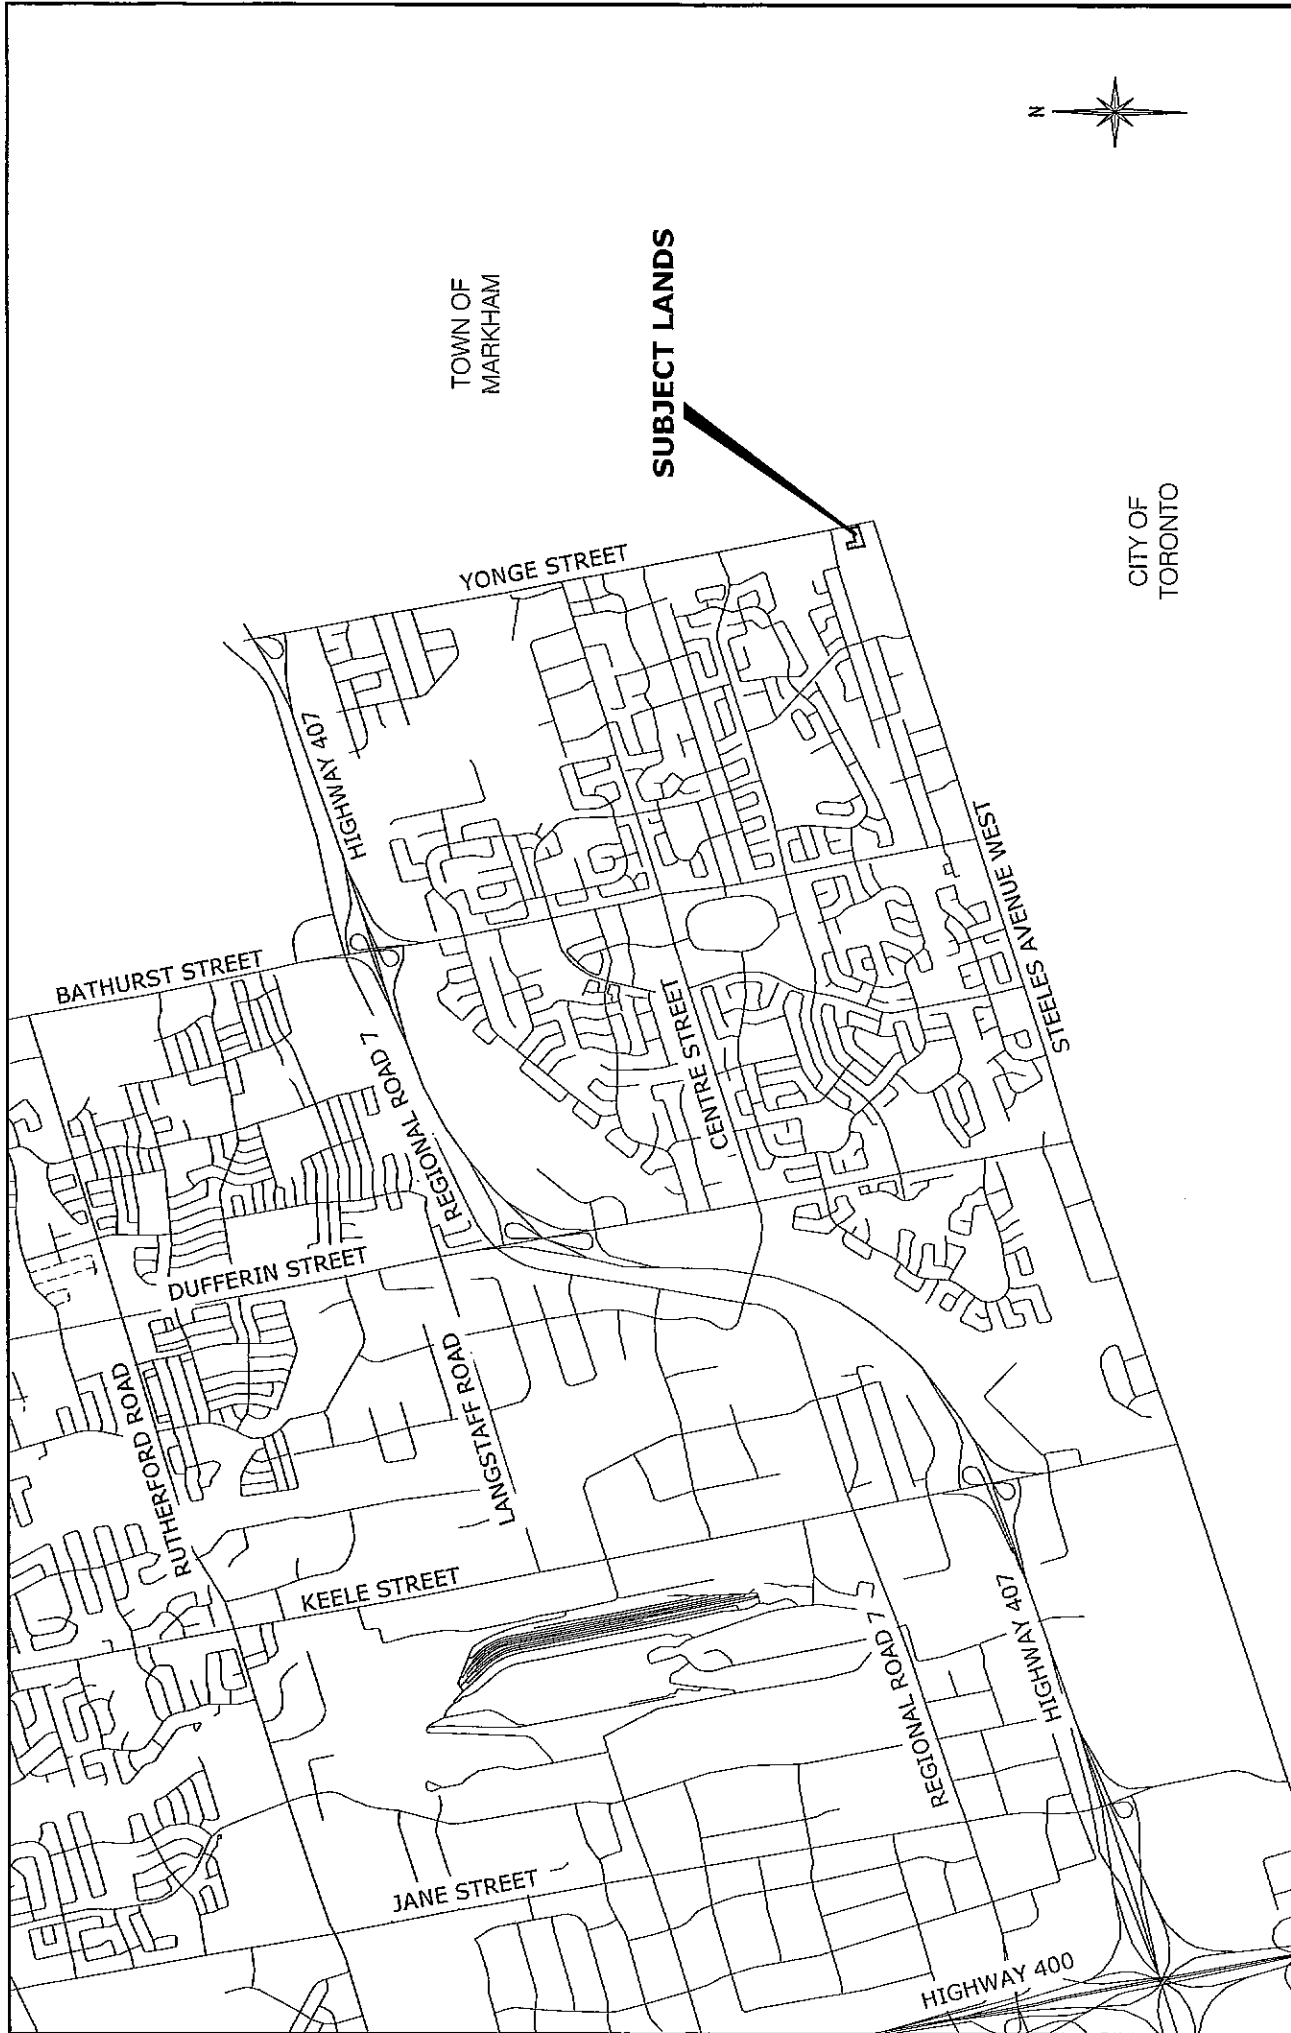 N
TOWN OF
MARKHAM
SUBJECT LANDS
CITY OF
TORONTO
YONGE STREET
HIGHWAY 407
STEELES AVENUE WEST
BATHURST STREET
REGIONAL ROAD 7
CENTRE STREET
DUFFERIN STREET
LANGSTAFF ROAD
RUTHERFORD ROAD
KEELE STREET
REGIONAL ROAD 7
HIGHWAY 407
JANE STREET
HIGHWAY 400